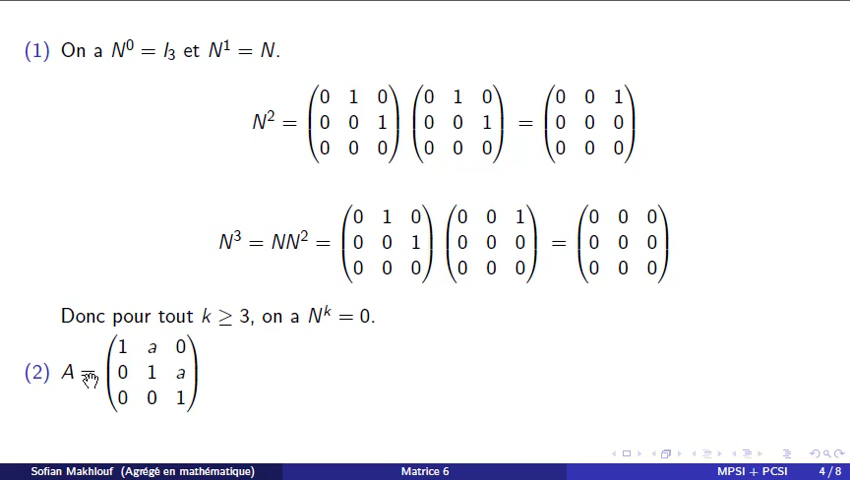 (1) On a N⁰ = I₃ et N¹ = N.
N² = (0 1 0 ; 0 0 1 ; 0 0 0) (0 1 0 ; 0 0 1 ; 0 0 0) = (0 0 1 ; 0 0 0 ; 0 0 0)
N³ = NN² = (0 1 0 ; 0 0 1 ; 0 0 0) (0 0 1 ; 0 0 0 ; 0 0 0) = (0 0 0 ; 0 0 0 ; 0 0 0)
Donc pour tout k ≥ 3, on a Nᵏ = 0.
(2) A = (1 a 0 ; 0 1 a ; 0 0 1)
Sofian Makhlouf (Agrégé en mathématique) Matrice 6 MPSI + PCSI 4 / 8